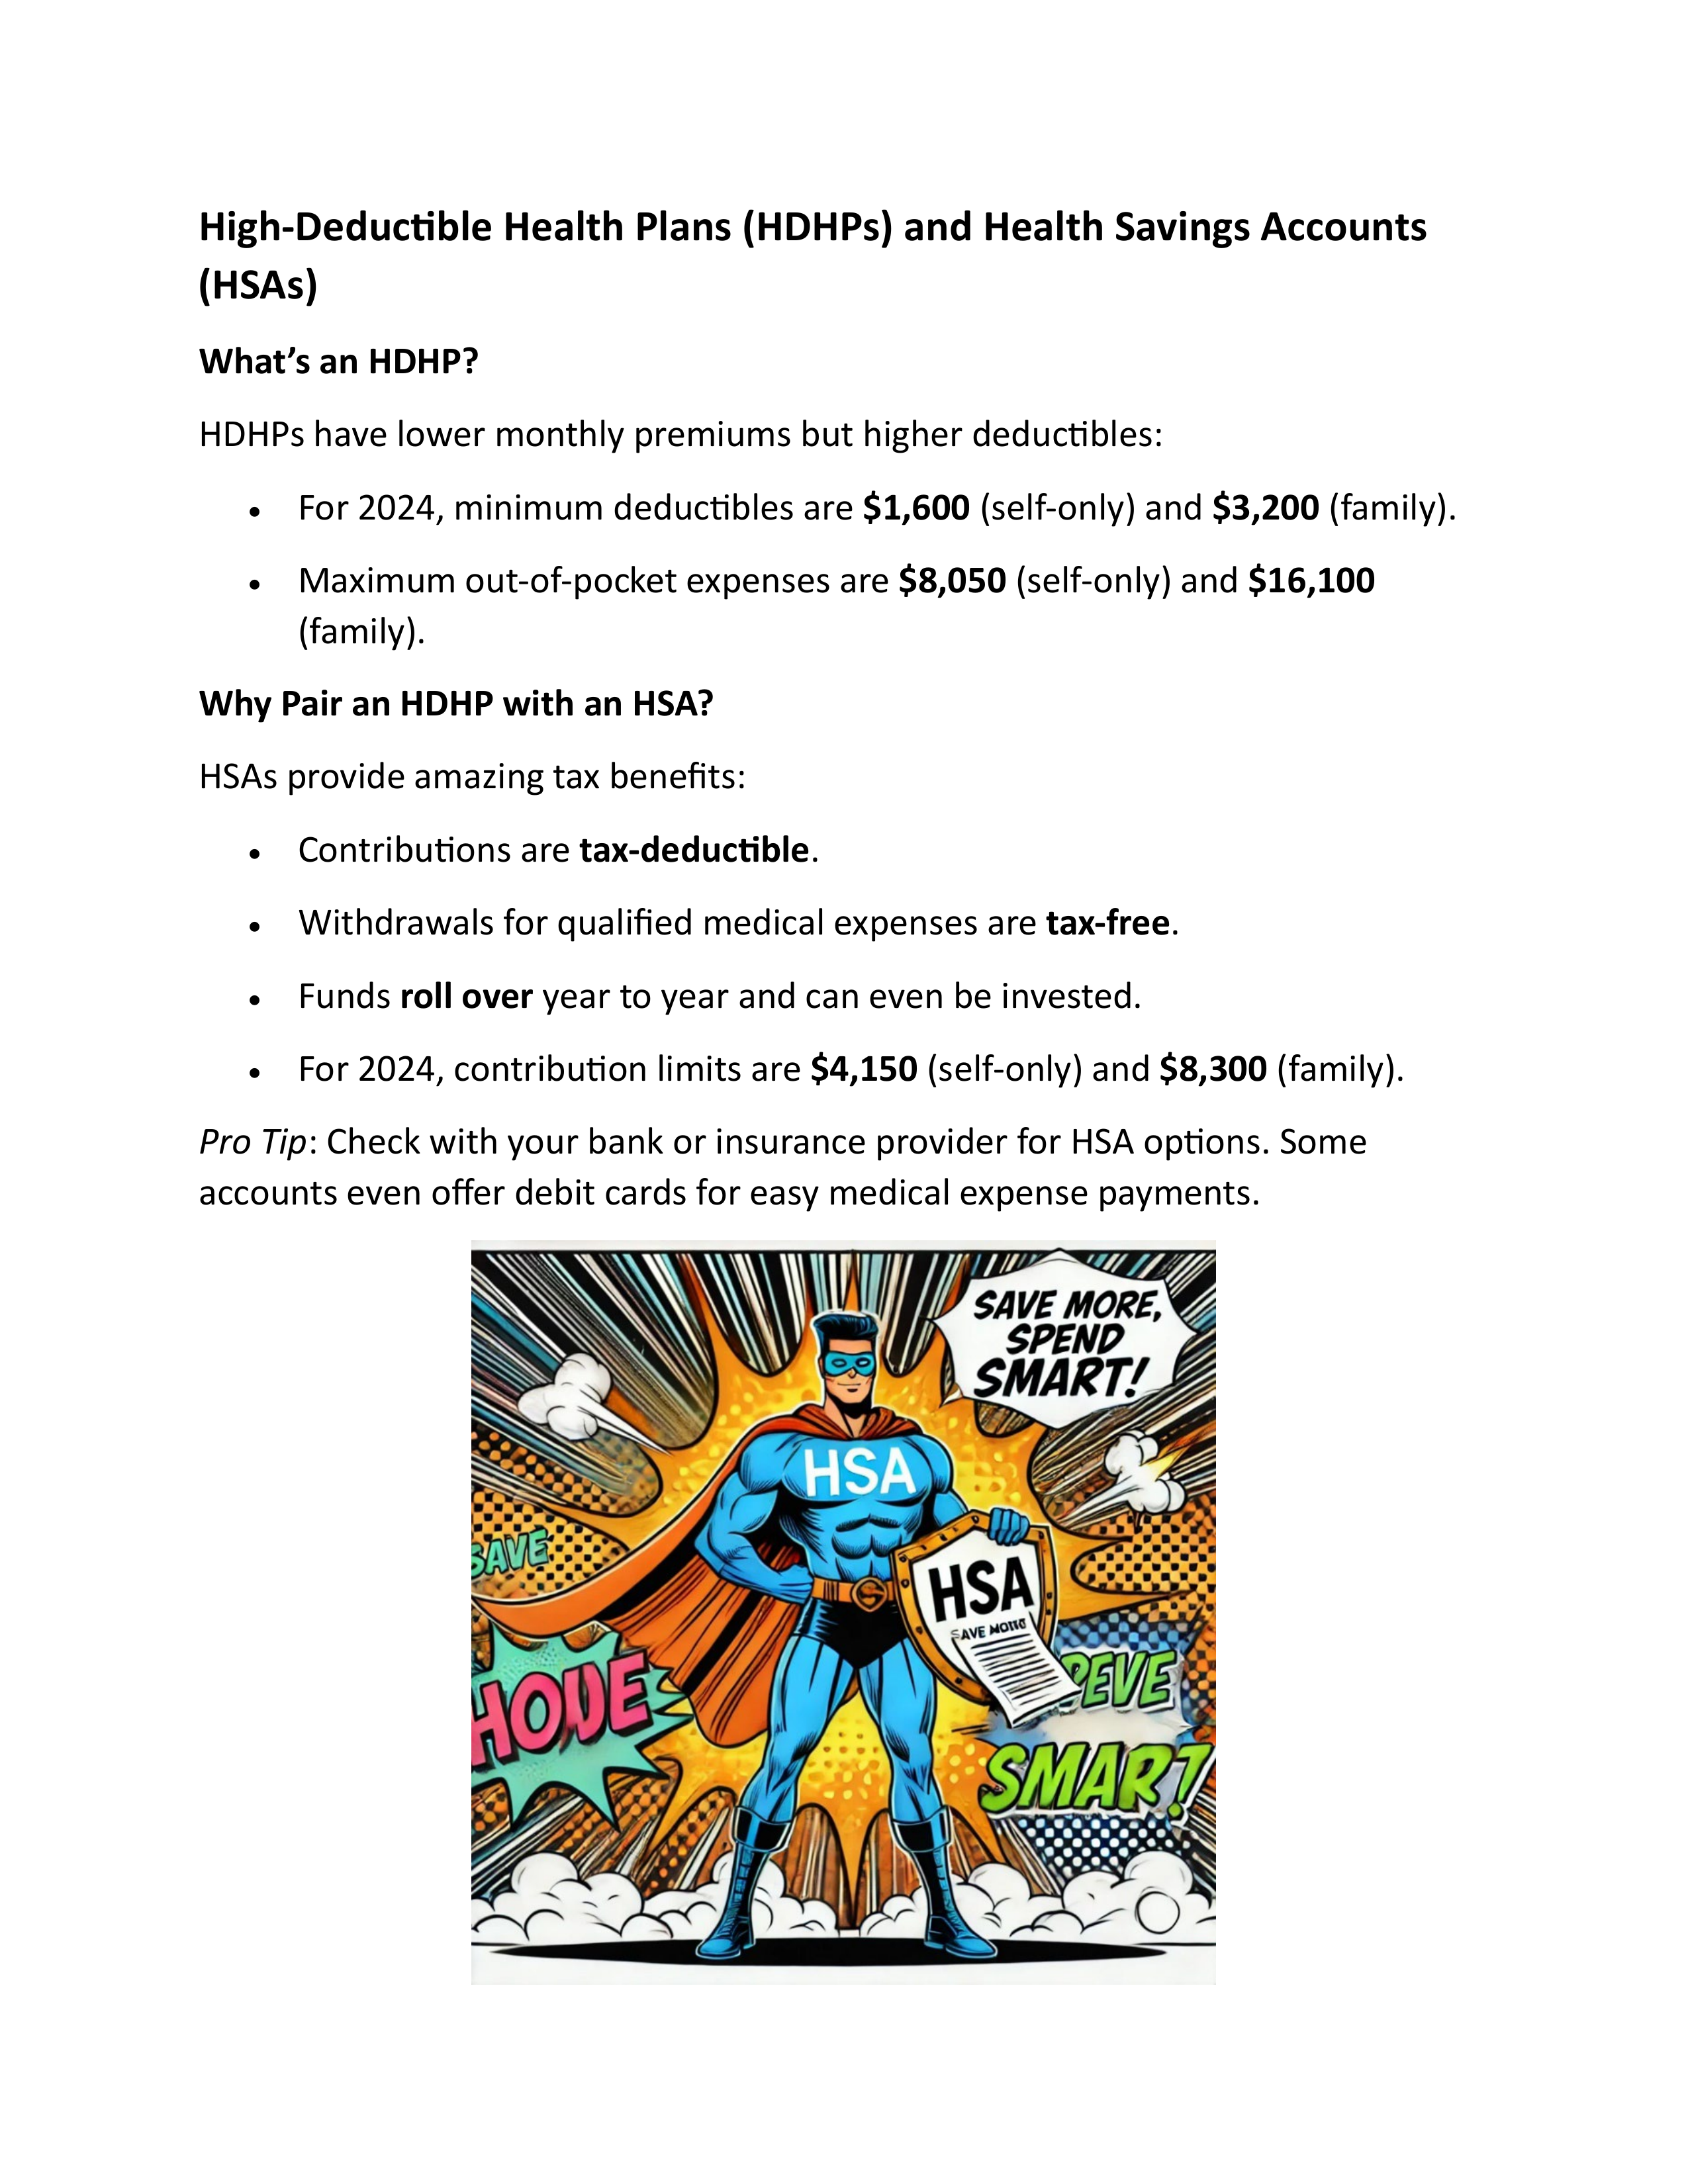 High-Deductible Health Plans (HDHPs) and Health Savings Accounts
(HSAs)
What’s an HDHP?
HDHPs have lower monthly premiums but higher deductibles:
• For 2024, minimum deductibles are $1,600 (self-only) and $3,200 (family).
• Maximum out-of-pocket expenses are $8,050 (self-only) and $16,100
(family).
Why Pair an HDHP with an HSA?
HSAs provide amazing tax benefits:
• Contributions are tax-deductible.
• Withdrawals for qualified medical expenses are tax-free.
• Funds roll over year to year and can even be invested.
• For 2024, contribution limits are $4,150 (self-only) and $8,300 (family).
Pro Tip: Check with your bank or insurance provider for HSA options. Some
accounts even offer debit cards for easy medical expense payments.
SAVE MORE,
SPEND
SMART!
HSA
SAVE
HSA
SAVE
HOUE
PEVE
SMART